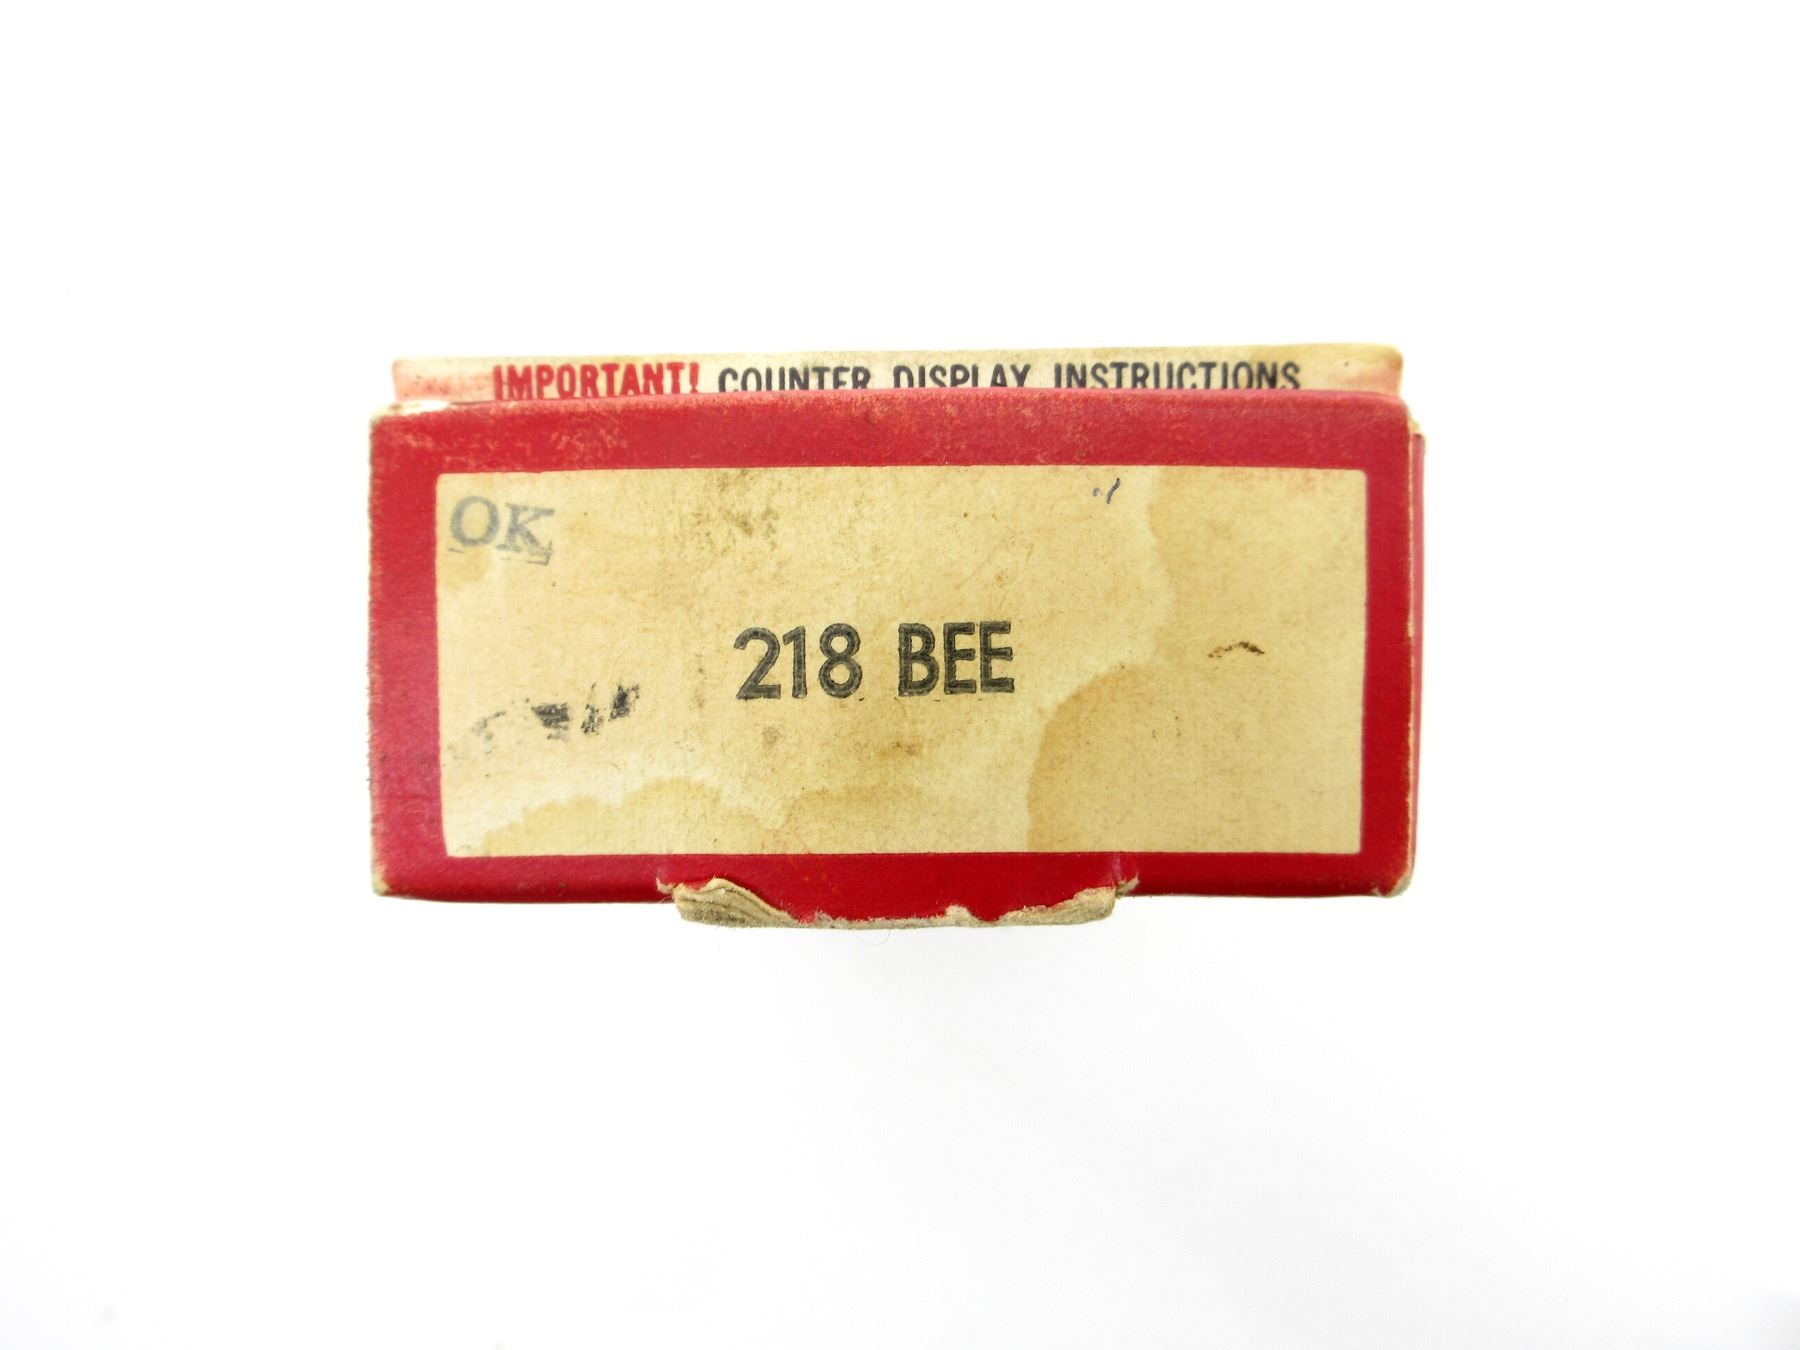 IMPORTANT! COUNTER DISPLAY INSTRUCTIONS
OK
218 BEE